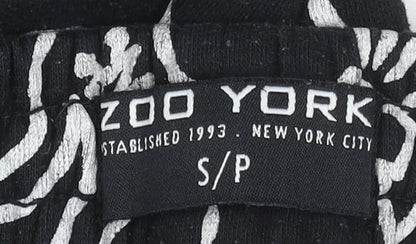 ZOO YORK
ESTABLISHED 1993 . NEW YORK CITY
S/P